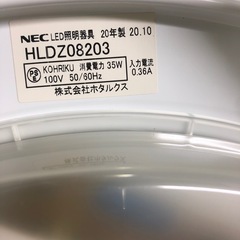 NEC LED照明器具 20年製 20.10
HLDZ08203
PS E KOHRIKU 消費電力 35W 入力電流
100V 50/60Hz 0.36A
株式会社ホタルクス